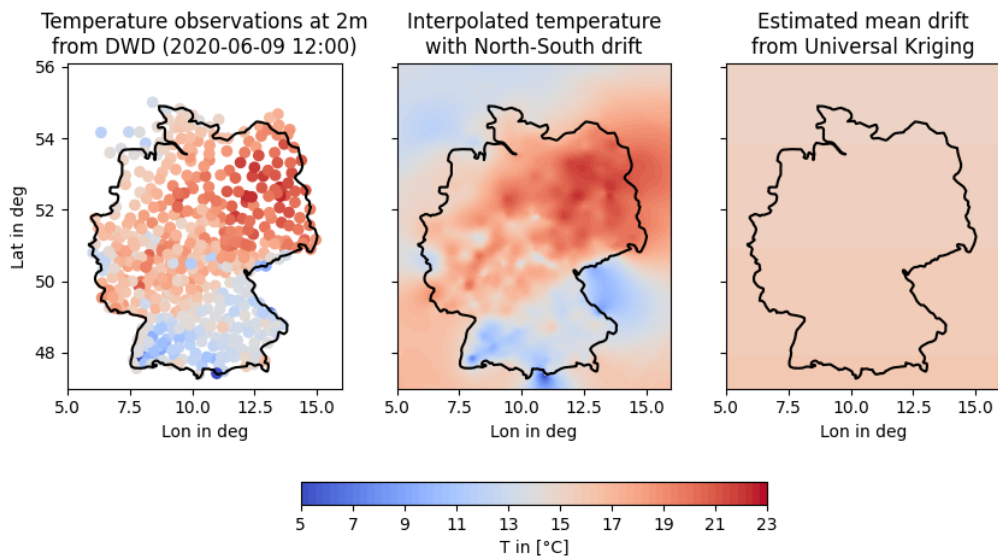 Temperature observations at 2m
from DWD (2020-06-09 12:00)
Interpolated temperature
with North-South drift
Estimated mean drift
from Universal Kriging
Lat in deg
56
54
52
50
48
5.0 7.5 10.0 12.5 15.0
5.0 7.5 10.0 12.5 15.0
5.0 7.5 10.0 12.5 15.0
Lon in deg
Lon in deg
Lon in deg
5 7 9 11 13 15 17 19 21 23
T in [°C]